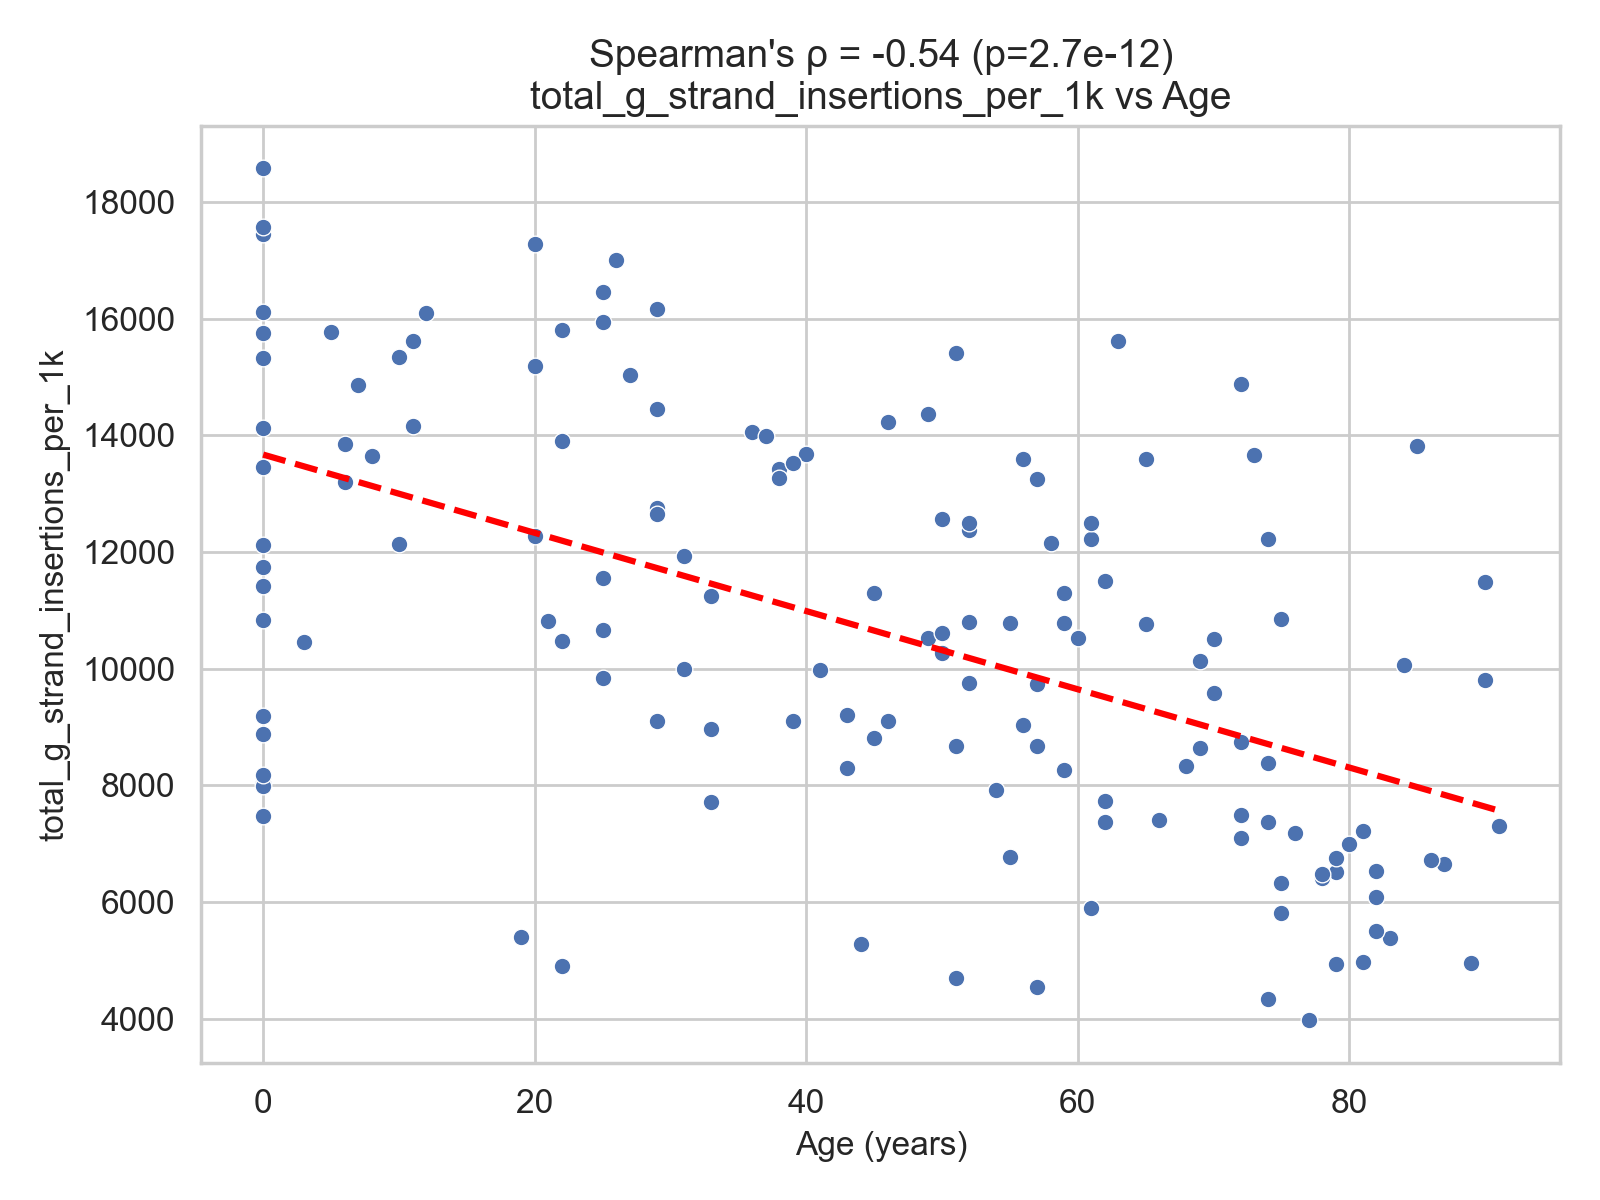 Spearman's ρ = -0.54 (p=2.7e-12)
total_g_strand_insertions_per_1k vs Age
total_g_strand_insertions_per_1k
18000
16000
14000
12000
10000
8000
6000
4000
0 20 40 60 80
Age (years)